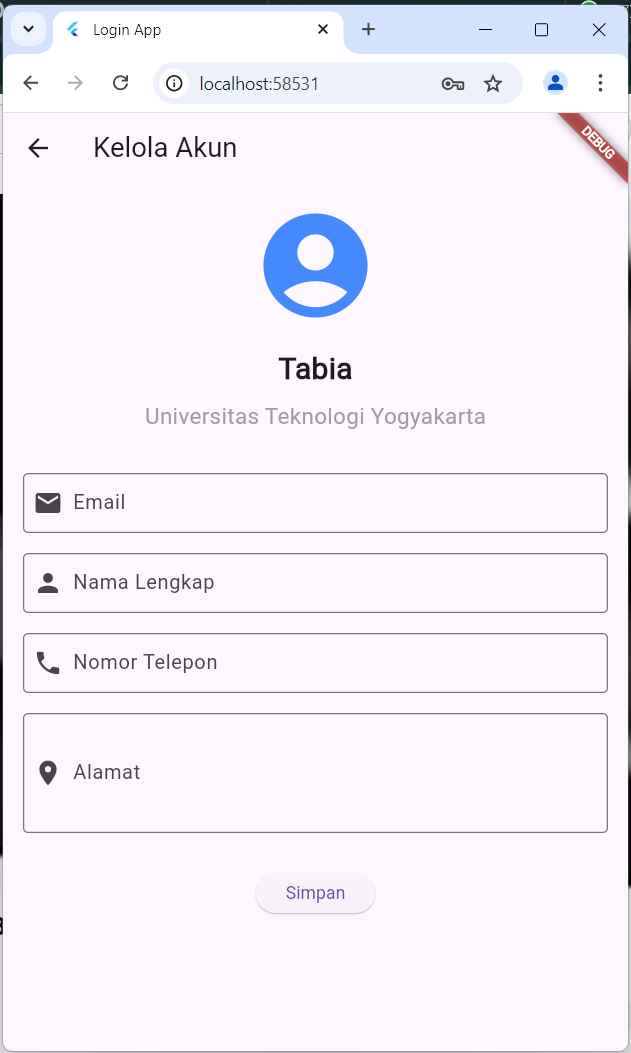 Login App
localhost:58531
Kelola Akun
DEBUG
Tabia
Universitas Teknologi Yogyakarta
Email
Nama Lengkap
Nomor Telepon
Alamat
Simpan